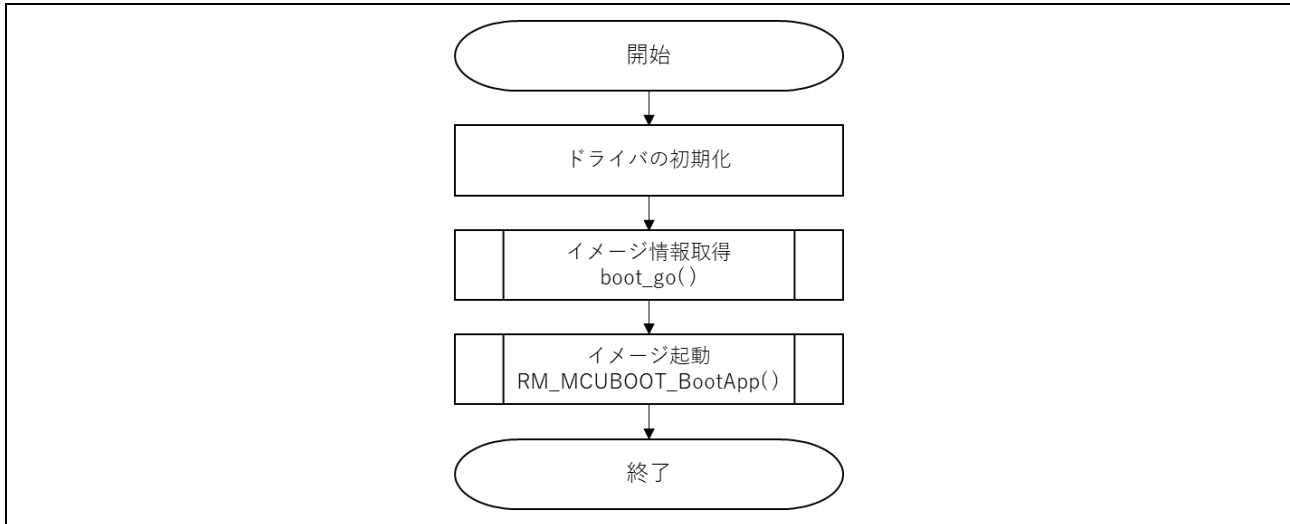 開始
ドライバの初期化
イメージ情報取得
boot_go( )
イメージ起動
RM_MCUBOOT_BootApp( )
終了